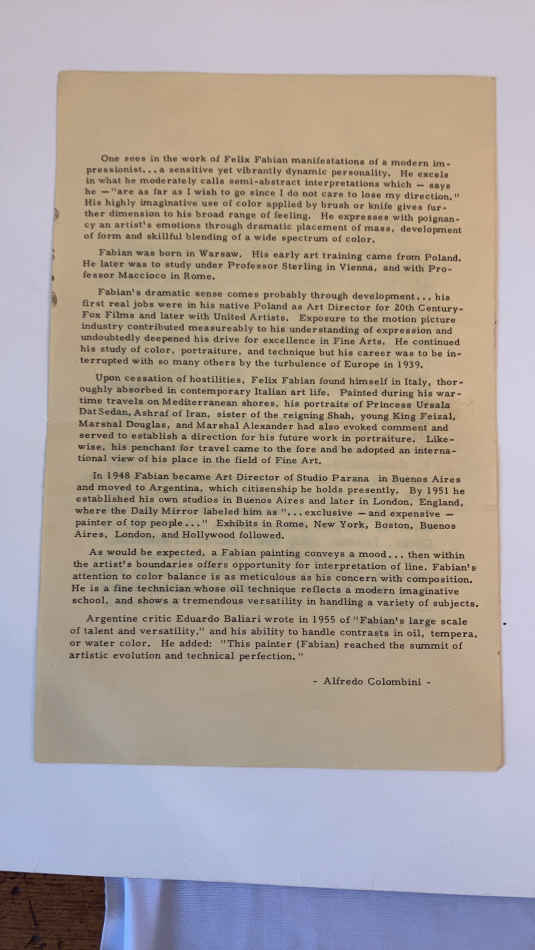 One sees in the work of Felix Fabian manifestations of a modern im-
pressionist...a sensitive yet vibrantly dynamic personality. He excels
in what he moderately calls semi-abstract interpretations which — says
he —"are as far as I wish to go since I do not care to lose my direction."
His highly imaginative use of color applied by brush or knife gives fur-
ther dimension to his broad range of feeling. He expresses with poignan-
cy an artist's emotions through dramatic placement of mass, development
of form and skillful blending of a wide spectrum of color.
Fabian was born in Warsaw. His early art training came from Poland.
He later was to study under Professor Sterling in Vienna, and with Pro-
fessor Maccioco in Rome.
Fabian's dramatic sense comes probably through development... his
first real jobs were in his native Poland as Art Director for 20th Century-
Fox Films and later with United Artists. Exposure to the motion picture
industry contributed measureably to his understanding of expression and
undoubtedly deepened his drive for excellence in Fine Arts. He continued
his study of color, portraiture, and technique but his career was to be in-
terrupted with so many others by the turbulence of Europe in 1939.
Upon cessation of hostilities, Felix Fabian found himself in Italy, thor-
oughly absorbed in contemporary Italian art life. Painted during his war-
time travels on Mediterranean shores, his portraits of Princess Ursala
Dat Sedan, Ashraf of Iran, sister of the reigning Shah, young King Feizal,
Marshal Douglas, and Marshal Alexander had also evoked comment and
served to establish a direction for his future work in portraiture. Like-
wise, his penchant for travel came to the fore and he adopted an interna-
tional view of his place in the field of Fine Art.
In 1948 Fabian became Art Director of Studio Parana in Buenos Aires
and moved to Argentina, which citizenship he holds presently. By 1951 he
established his own studios in Buenos Aires and later in London, England,
where the Daily Mirror labeled him as "...exclusive — and expensive —
painter of top people..." Exhibits in Rome, New York, Boston, Buenos
Aires, London, and Hollywood followed.
As would be expected, a Fabian painting conveys a mood... then within
the artist's boundaries offers opportunity for interpretation of line. Fabian's
attention to color balance is as meticulous as his concern with composition.
He is a fine technician whose oil technique reflects a modern imaginative
school, and shows a tremendous versatility in handling a variety of subjects.
Argentine critic Eduardo Baliari wrote in 1955 of "Fabian's large scale
of talent and versatility," and his ability to handle contrasts in oil, tempera,
or water color. He added: "This painter (Fabian) reached the summit of
artistic evolution and technical perfection."
- Alfredo Colombini -